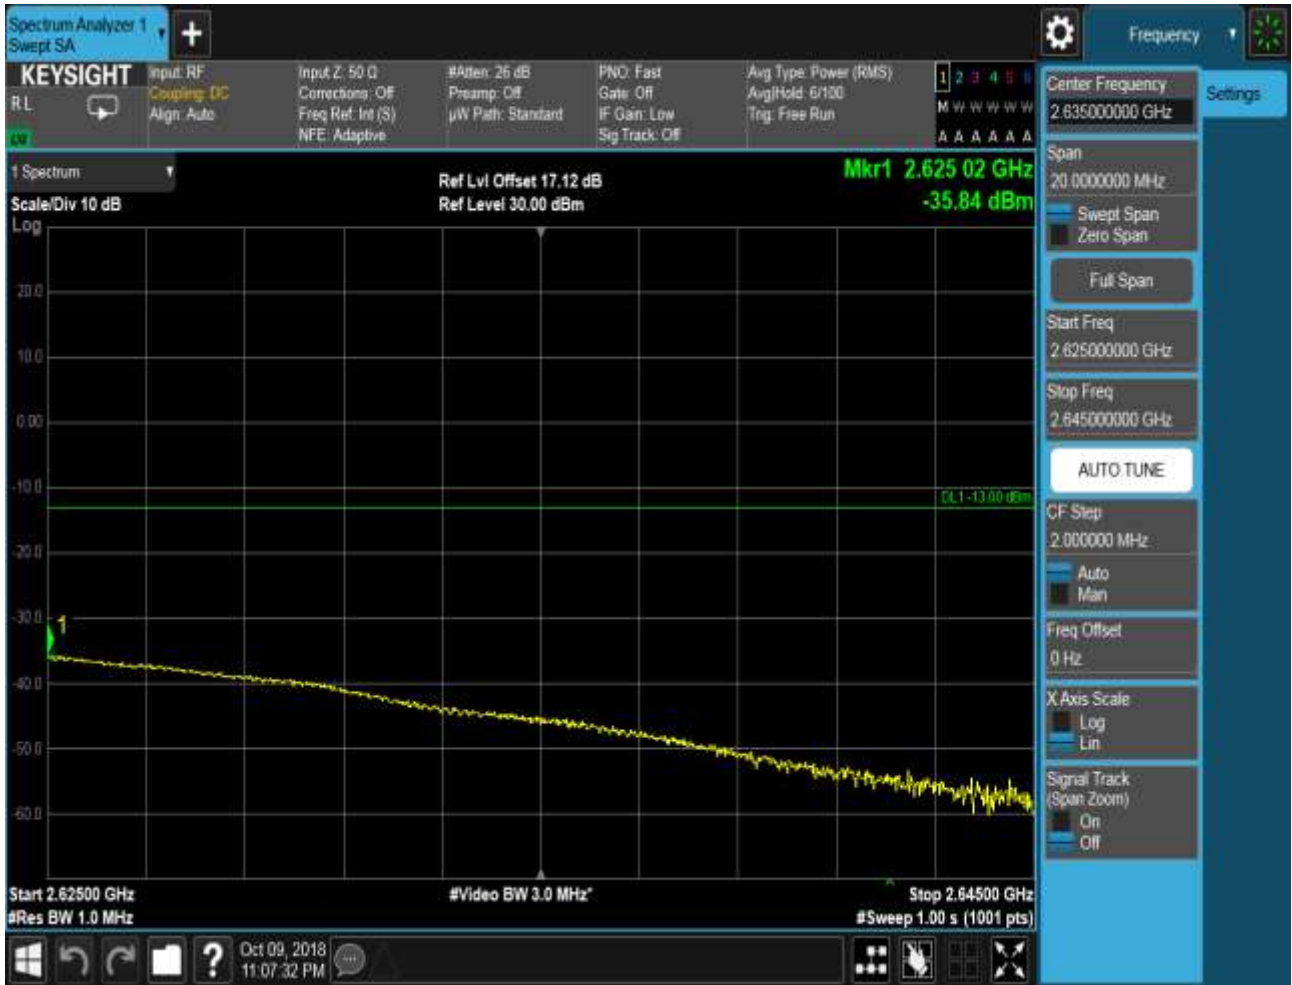 Spectrum Analyzer 1
Swept SA
Frequency
KEYSIGHT
R L
Input: RF
Coupling: DC
Align: Auto
Input Z: 50 Ω
Corrections: Off
Freq Ref: Int (S)
NFE: Adaptive
#Atten: 26 dB
Preamp: Off
µW Path: Standard
PNO: Fast
Gate: Off
IF Gain: Low
Sig Track: Off
Avg Type: Power (RMS)
Avg|Hold: 6/100
Trig: Free Run
1 2 3 4 5 6
M W W W W W
A A A A A A
1 Spectrum
Scale/Div 10 dB
Log
Ref Lvl Offset 17.12 dB
Ref Level 30.00 dBm
Mkr1 2.625 02 GHz
-35.84 dBm
20.0
10.0
0.00
-10.0
-20.0
-30.0
-40.0
-50.0
-60.0
DL1 -13.00 dBm
1
Start 2.62500 GHz
#Res BW 1.0 MHz
#Video BW 3.0 MHz*
Stop 2.64500 GHz
#Sweep 1.00 s (1001 pts)
Center Frequency
2.635000000 GHz
Settings
Span
20.0000000 MHz
Swept Span
Zero Span
Full Span
Start Freq
2.625000000 GHz
Stop Freq
2.645000000 GHz
AUTO TUNE
CF Step
2.000000 MHz
Auto
Man
Freq Offset
0 Hz
X Axis Scale
Log
Lin
Signal Track
(Span Zoom)
On
Off
?
Oct 09, 2018
11:07:32 PM